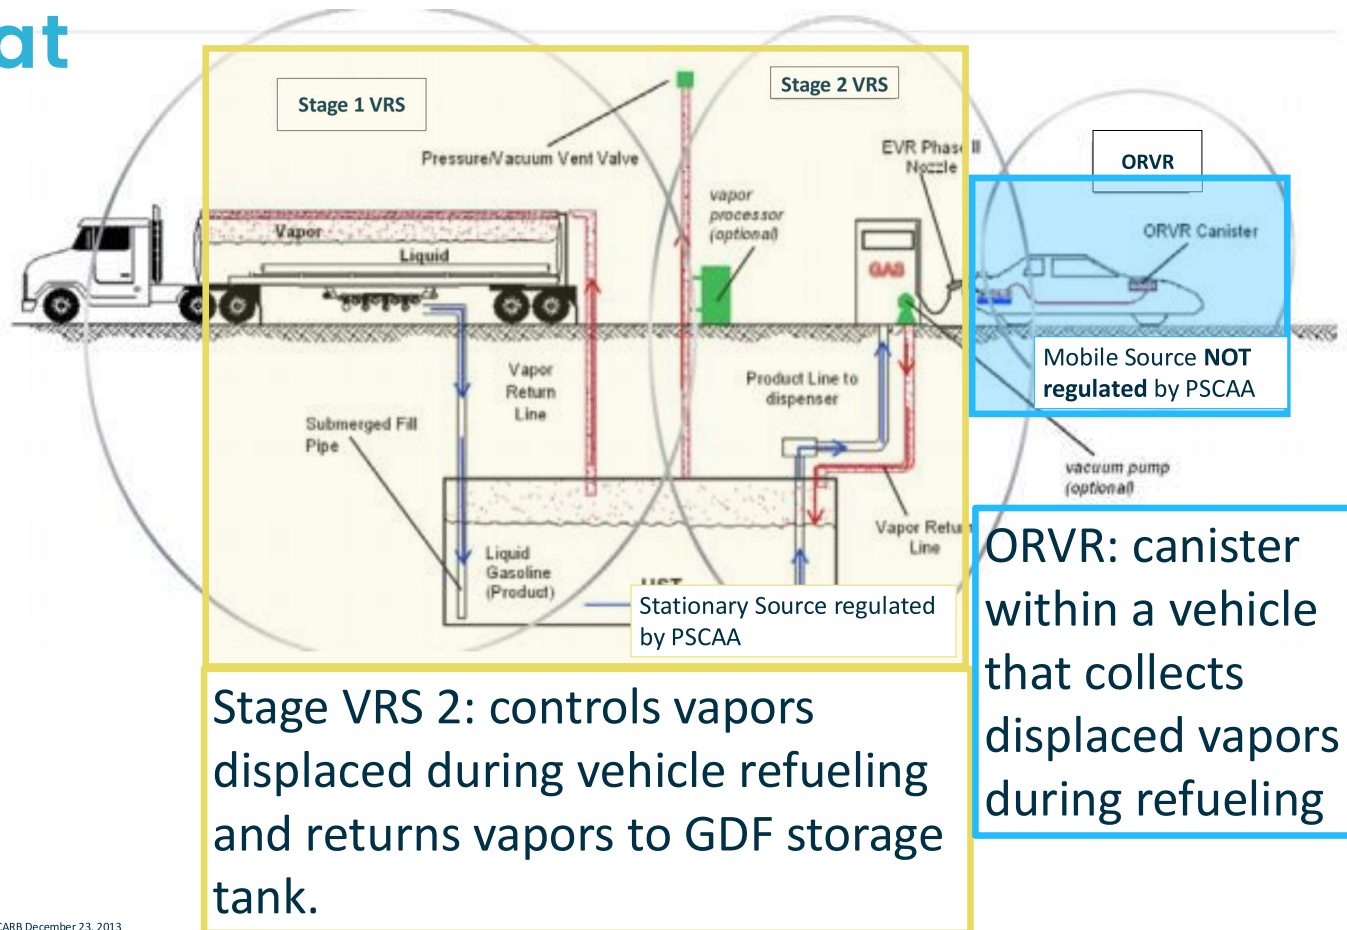 at
Stage 1 VRS
Stage 2 VRS
Pressure/Vacuum Vent Valve
EVR Phase II
Nozzle
ORVR
vapor
processor
(optional)
ORVR Canister
Vapor
Liquid
GAS
Mobile Source NOT
regulated by PSCAA
Vapor
Return
Line
Product Line to
dispenser
Submerged Fill
Pipe
vacuum pump
(optional)
Vapor Retu
Line
Liquid
Gasoline
(Product)
UST
Stationary Source regulated
by PSCAA
ORVR: canister
within a vehicle
that collects
displaced vapors
during refueling
Stage VRS 2: controls vapors
displaced during vehicle refueling
and returns vapors to GDF storage
tank.
CARB December 23, 2013